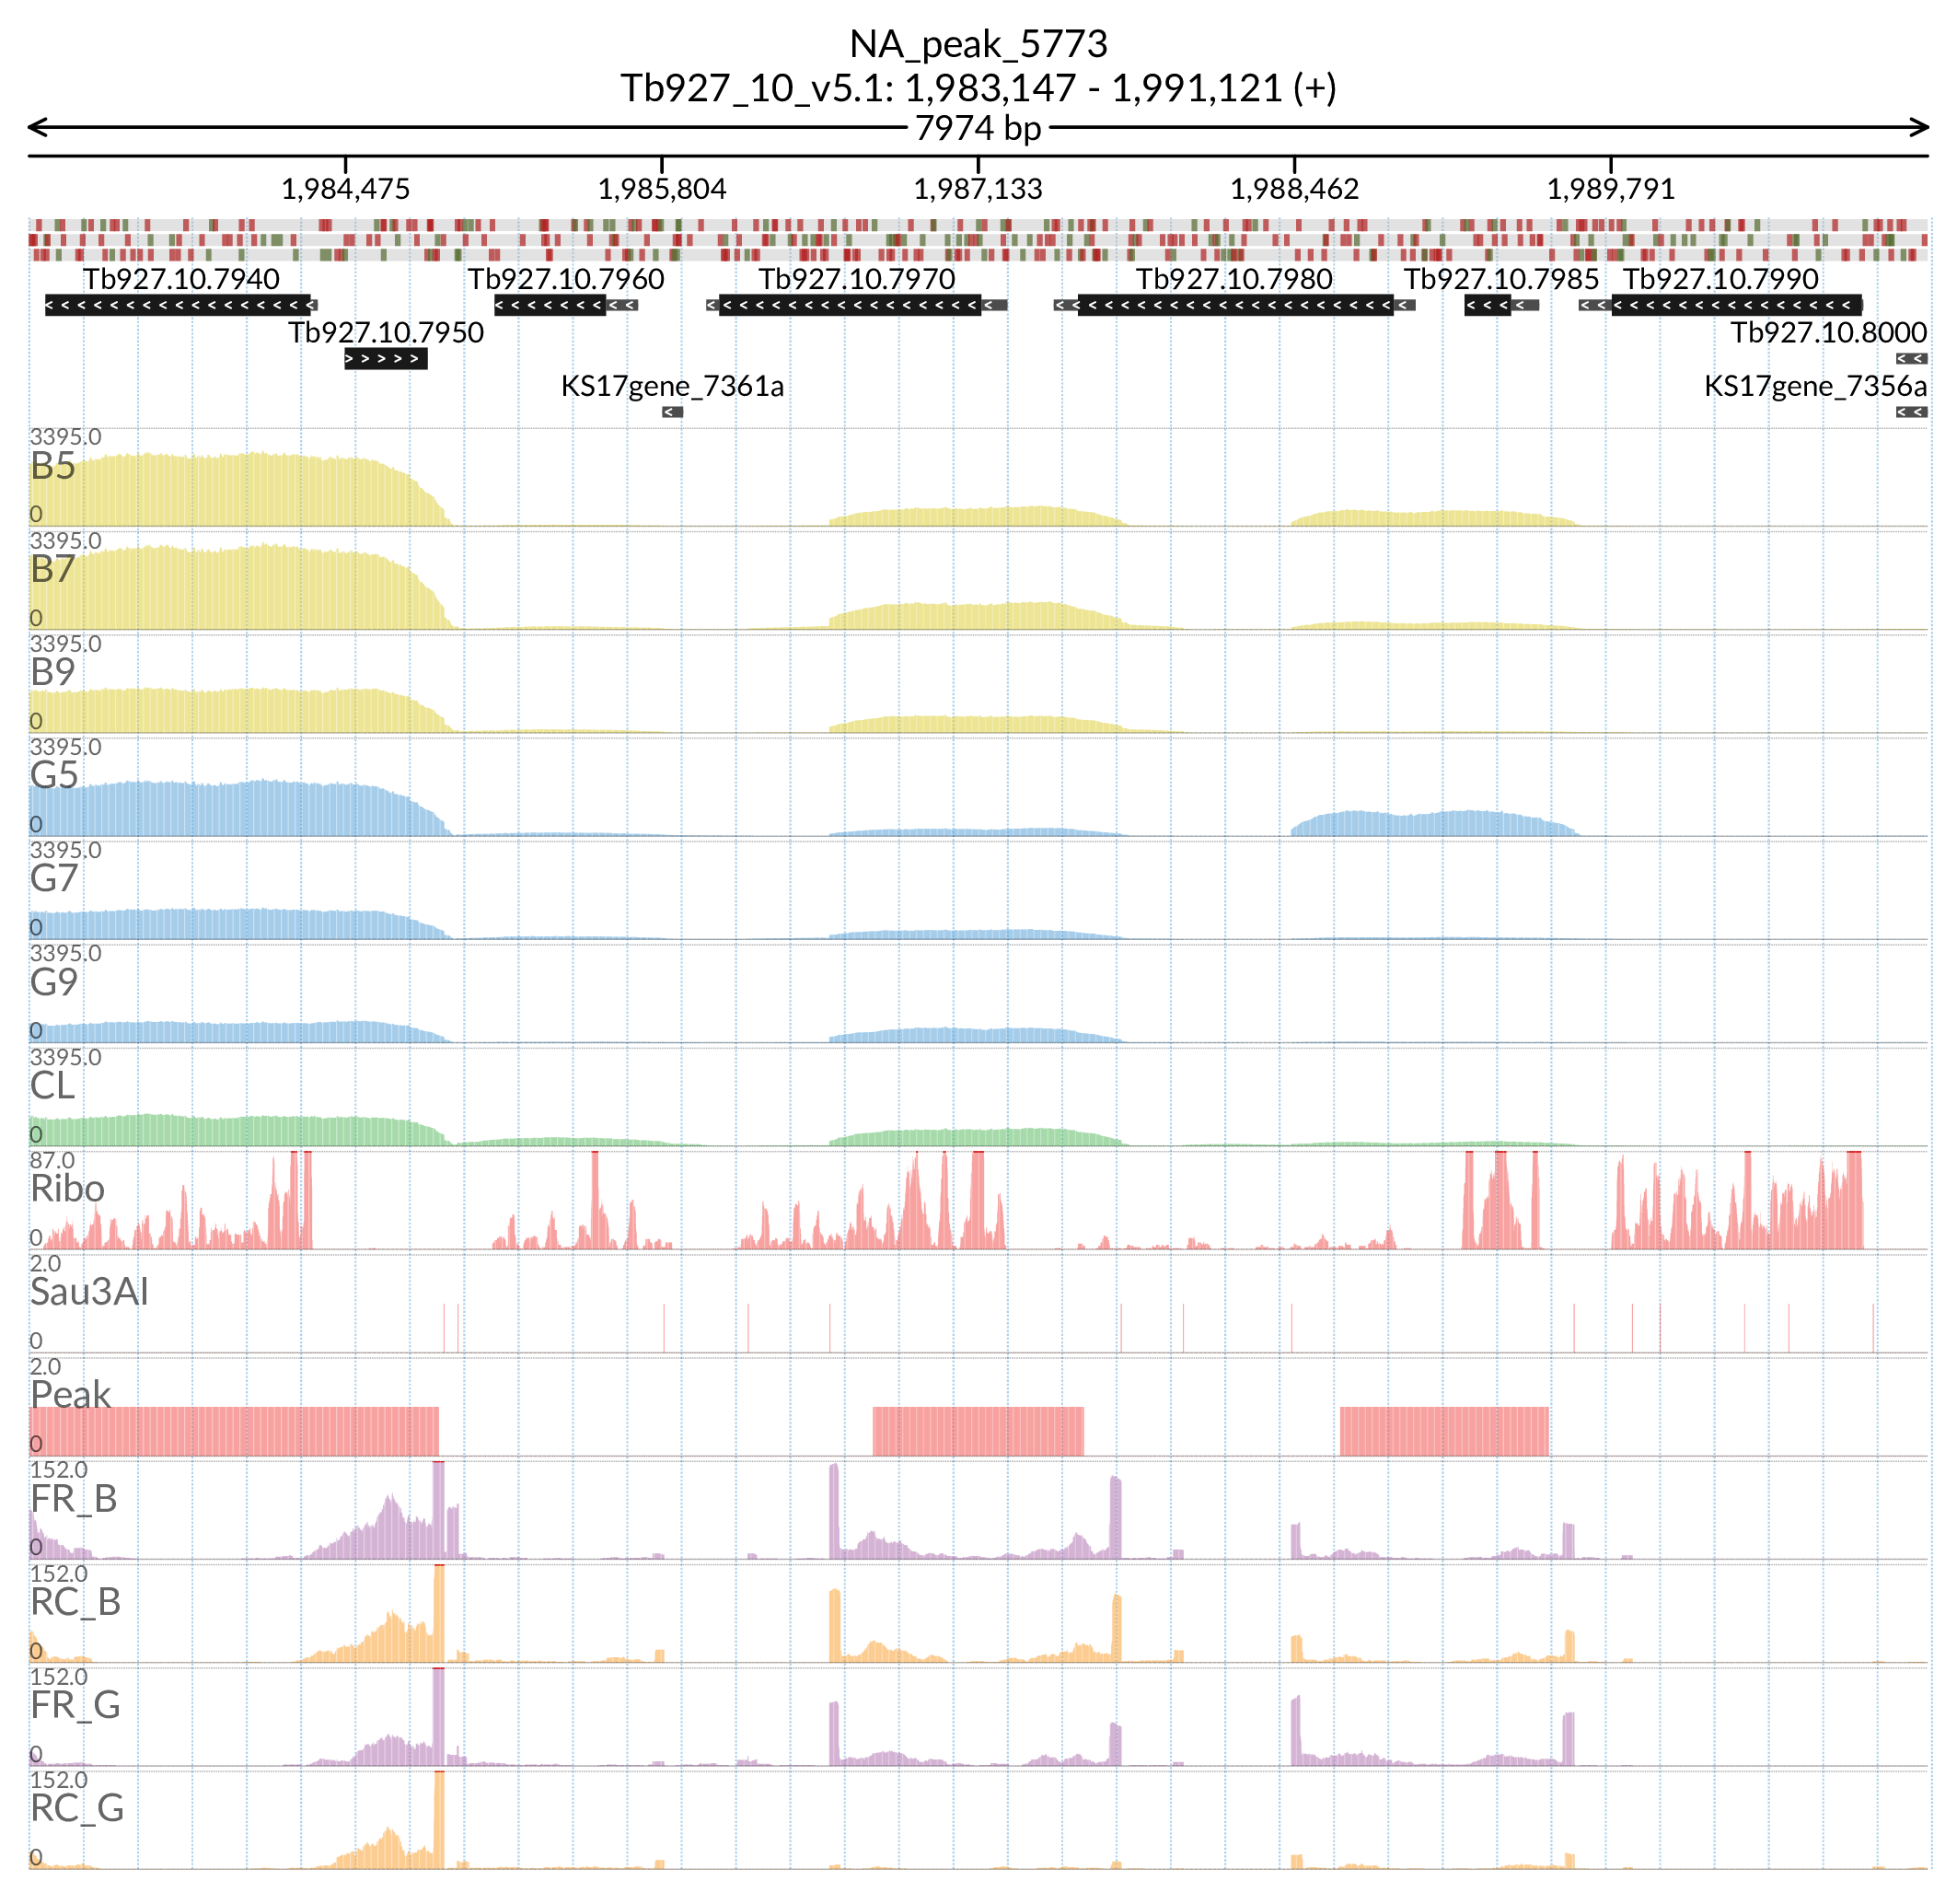 NA_peak_5773
Tb927_10_v5.1: 1,983,147 - 1,991,121 (+)
7974 bp
1,984,475 1,985,804 1,987,133 1,988,462 1,989,791
Tb927.10.7940 Tb927.10.7960 Tb927.10.7970 Tb927.10.7980 Tb927.10.7985 Tb927.10.7990
Tb927.10.7950 Tb927.10.8000
KS17gene_7361a KS17gene_7356a
3395.0
B5
0
3395.0
B7
0
3395.0
B9
0
3395.0
G5
0
3395.0
G7
0
3395.0
G9
0
3395.0
CL
0
87.0
Ribo
0
2.0
Sau3AI
0
2.0
Peak
0
152.0
FR_B
0
152.0
RC_B
0
152.0
FR_G
0
152.0
RC_G
0